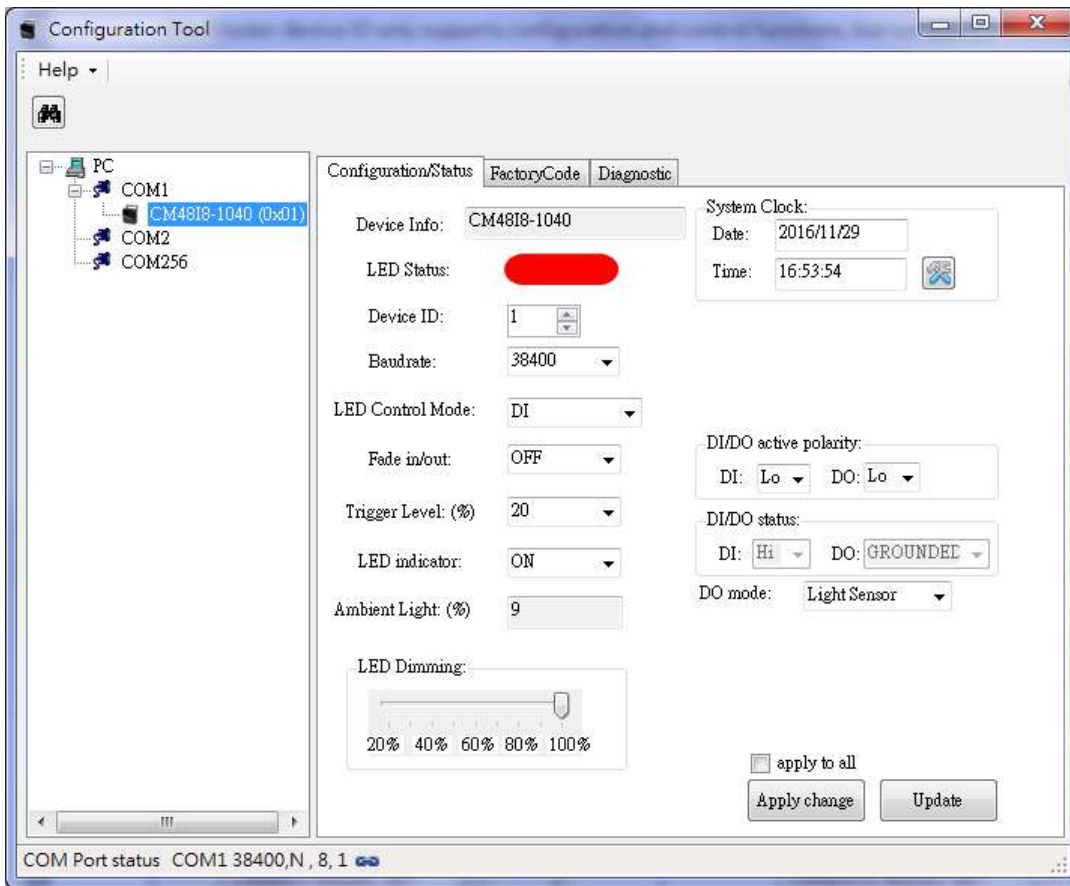 Configuration Tool
Help
PC
COM1
CM48I8-1040 (0x01)
COM2
COM256
Configuration/Status FactoryCode Diagnostic
Device Info: CM48I8-1040
LED Status:
Device ID: 1
Baudrate: 38400
LED Control Mode: DI
Fade in/out: OFF
Trigger Level: (%) 20
LED indicator: ON
Ambient Light: (%) 9
LED Dimming:
20% 40% 60% 80% 100%
System Clock:
Date: 2016/11/29
Time: 16:53:54
DI/DO active polarity:
DI: Lo DO: Lo
DI/DO status:
DI: Hi DO: GROUNDED
DO mode: Light Sensor
apply to all
Apply change Update
COM Port status COM1 38400,N , 8, 1